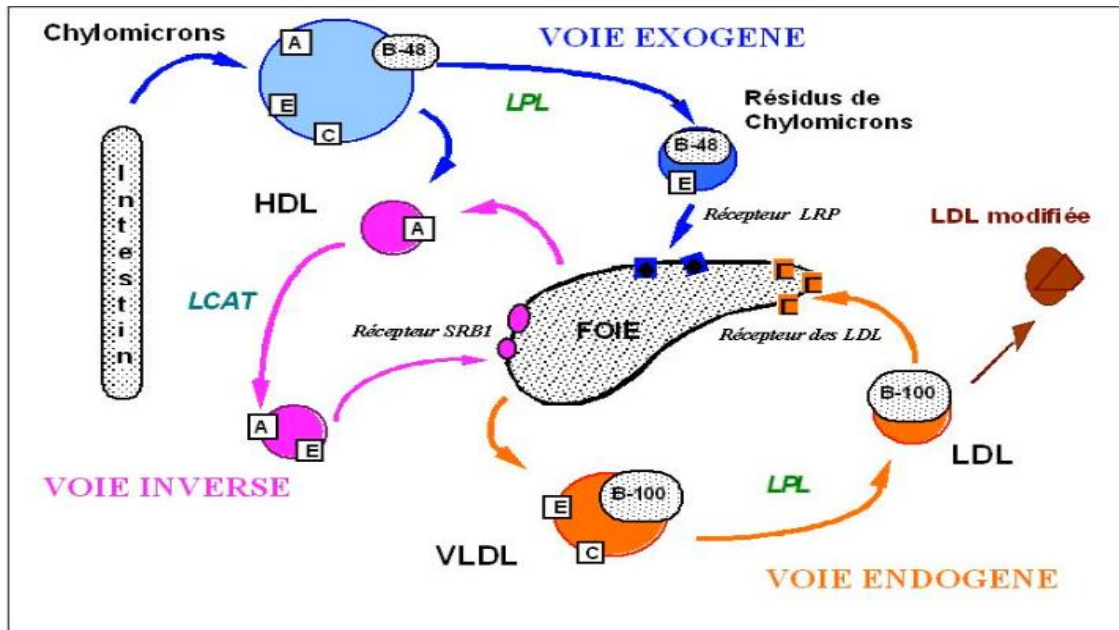 Chylomicrons
VOIE EXOGENE
A
B-48
E
C
LPL
Résidus de
Chylomicrons
B-48
E
Intestin
HDL
A
Récepteur LRP
LDL modifiée
LCAT
Récepteur SRB1
FOIE
Récepteur des LDL
B-100
LDL
A
E
VOIE INVERSE
E
B-100
C
VLDL
LPL
VOIE ENDOGENE